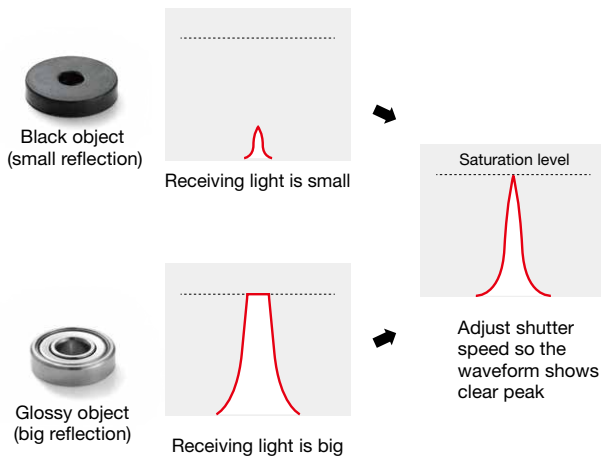 Black object
(small reflection)
Receiving light is small
Saturation level
Adjust shutter
speed so the
waveform shows
clear peak
Glossy object
(big reflection)
Receiving light is big